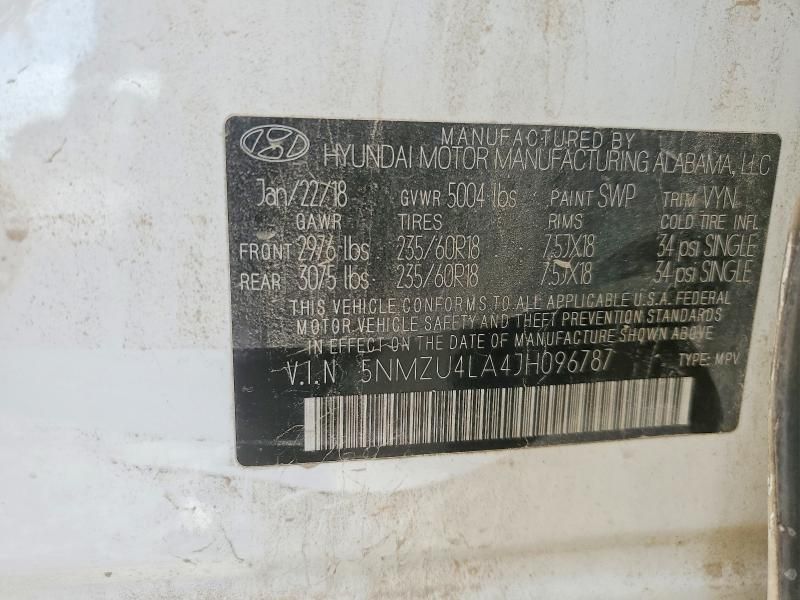 MANUFACTURED BY
HYUNDAI MOTOR MANUFACTURING ALABAMA, LLC
Jan/22/18 GVWR 5004 lbs PAINT SWP TRIM VYN
GAWR TIRES RIMS COLD TIRE INFL
FRONT 2976 lbs 235/60R18 7.5JX18 34 psi SINGLE
REAR 3075 lbs 235/60R18 7.5JX18 34 psi SINGLE
THIS VEHICLE CONFORMS TO ALL APPLICABLE U.S.A. FEDERAL
MOTOR VEHICLE SAFETY AND THEFT PREVENTION STANDARDS
IN EFFECT ON THE DATE OF MANUFACTURE SHOWN ABOVE
V.I.N 5NMZU4LA4JH096787 TYPE: MPV